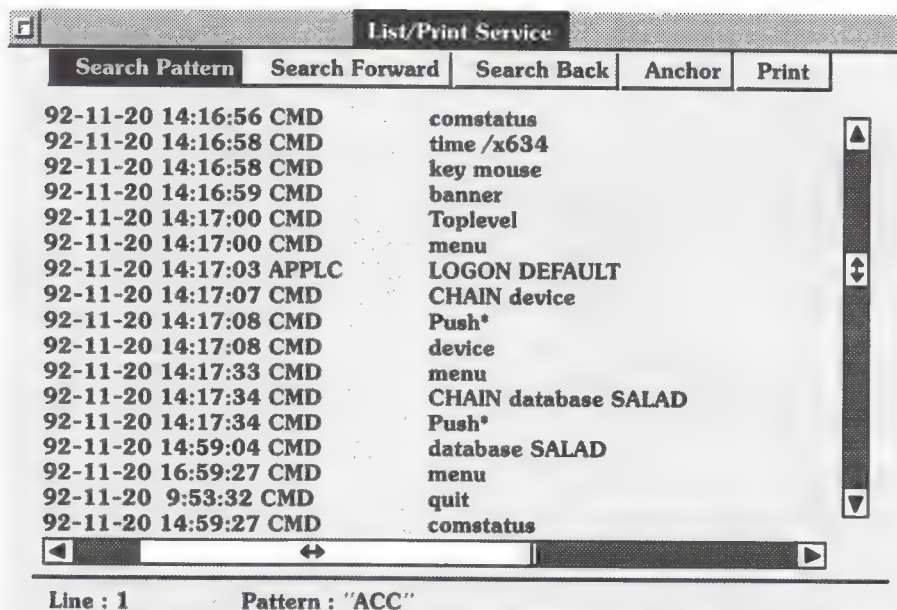 List/Print Service
Search Pattern Search Forward Search Back Anchor Print
92-11-20 14:16:56 CMD comstatus
92-11-20 14:16:58 CMD time /x634
92-11-20 14:16:58 CMD key mouse
92-11-20 14:16:59 CMD banner
92-11-20 14:17:00 CMD Toplevel
92-11-20 14:17:00 CMD menu
92-11-20 14:17:03 APPLC LOGON DEFAULT
92-11-20 14:17:07 CMD CHAIN device
92-11-20 14:17:08 CMD Push*
92-11-20 14:17:08 CMD device
92-11-20 14:17:33 CMD menu
92-11-20 14:17:34 CMD CHAIN database SALAD
92-11-20 14:17:34 CMD Push*
92-11-20 14:59:04 CMD database SALAD
92-11-20 16:59:27 CMD menu
92-11-20 9:53:32 CMD quit
92-11-20 14:59:27 CMD comstatus
Line : 1 Pattern : "ACC"